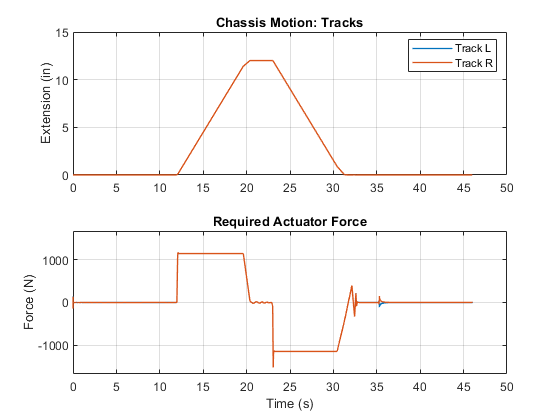 Chassis Motion: Tracks
Extension (in)
15
10
5
0
Track L
Track R
0 5 10 15 20 25 30 35 40 45 50
Required Actuator Force
Force (N)
1000
0
-1000
0 5 10 15 20 25 30 35 40 45 50
Time (s)